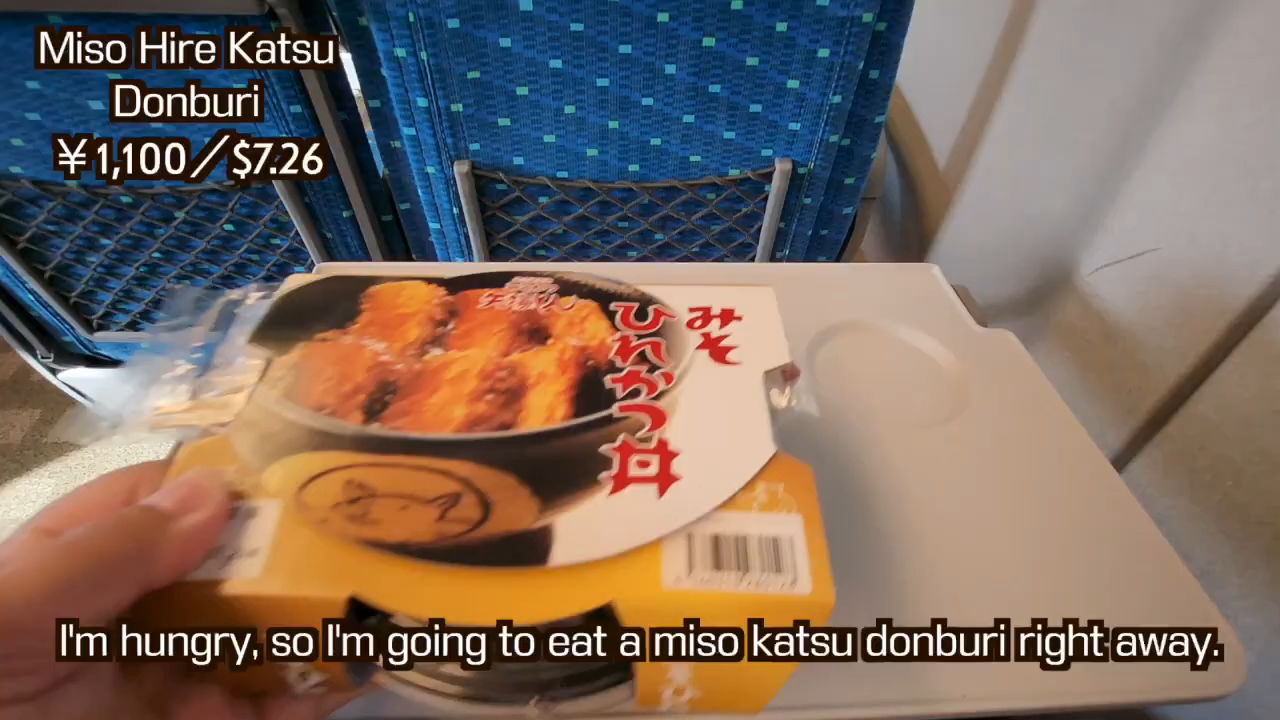 Miso Hire Katsu
Donburi
￥1,100／$7.26
みそ
ひれかつ丼
I'm hungry, so I'm going to eat a miso katsu donburi right away.